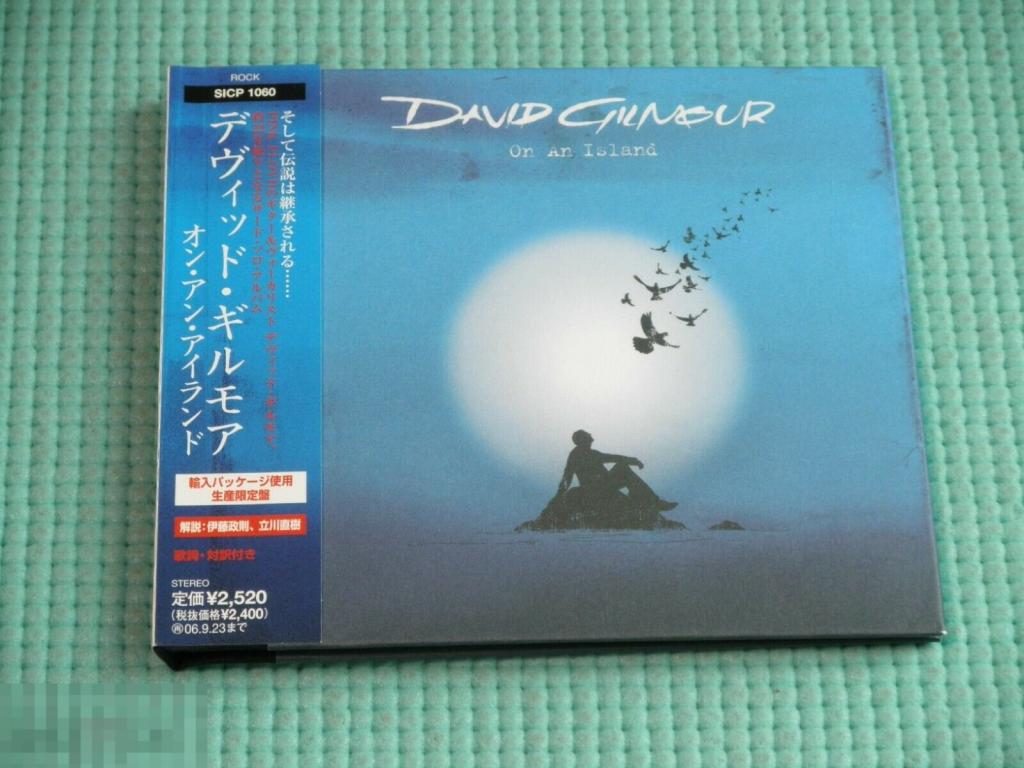 ROCK
SICP 1060
そして伝説は継承される……
デヴィッド・ギルモア
オン・アン・アイランド
輸入パッケージ使用
生産限定盤
解説：伊藤政則、立川直樹
歌詞・対訳付き
STEREO
定価¥2,520
(税抜価格¥2,400)
㋐06.9.23まで
DAVID GILMOUR
On An Island